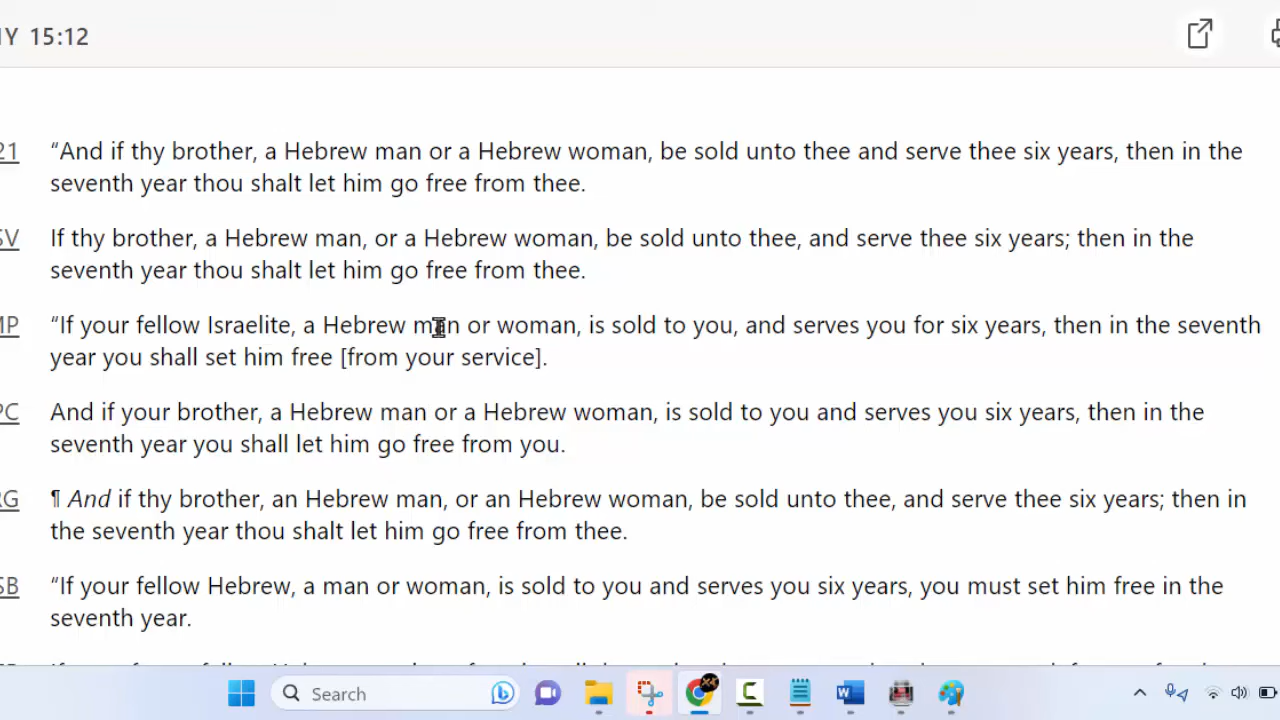 Y 15:12
21 “And if thy brother, a Hebrew man or a Hebrew woman, be sold unto thee and serve thee six years, then in the
seventh year thou shalt let him go free from thee.
SV If thy brother, a Hebrew man, or a Hebrew woman, be sold unto thee, and serve thee six years; then in the
seventh year thou shalt let him go free from thee.
MP “If your fellow Israelite, a Hebrew man or woman, is sold to you, and serves you for six years, then in the seventh
year you shall set him free [from your service].
PC And if your brother, a Hebrew man or a Hebrew woman, is sold to you and serves you six years, then in the
seventh year you shall let him go free from you.
RG ¶ And if thy brother, an Hebrew man, or an Hebrew woman, be sold unto thee, and serve thee six years; then in
the seventh year thou shalt let him go free from thee.
SB “If your fellow Hebrew, a man or woman, is sold to you and serves you six years, you must set him free in the
seventh year.
Search